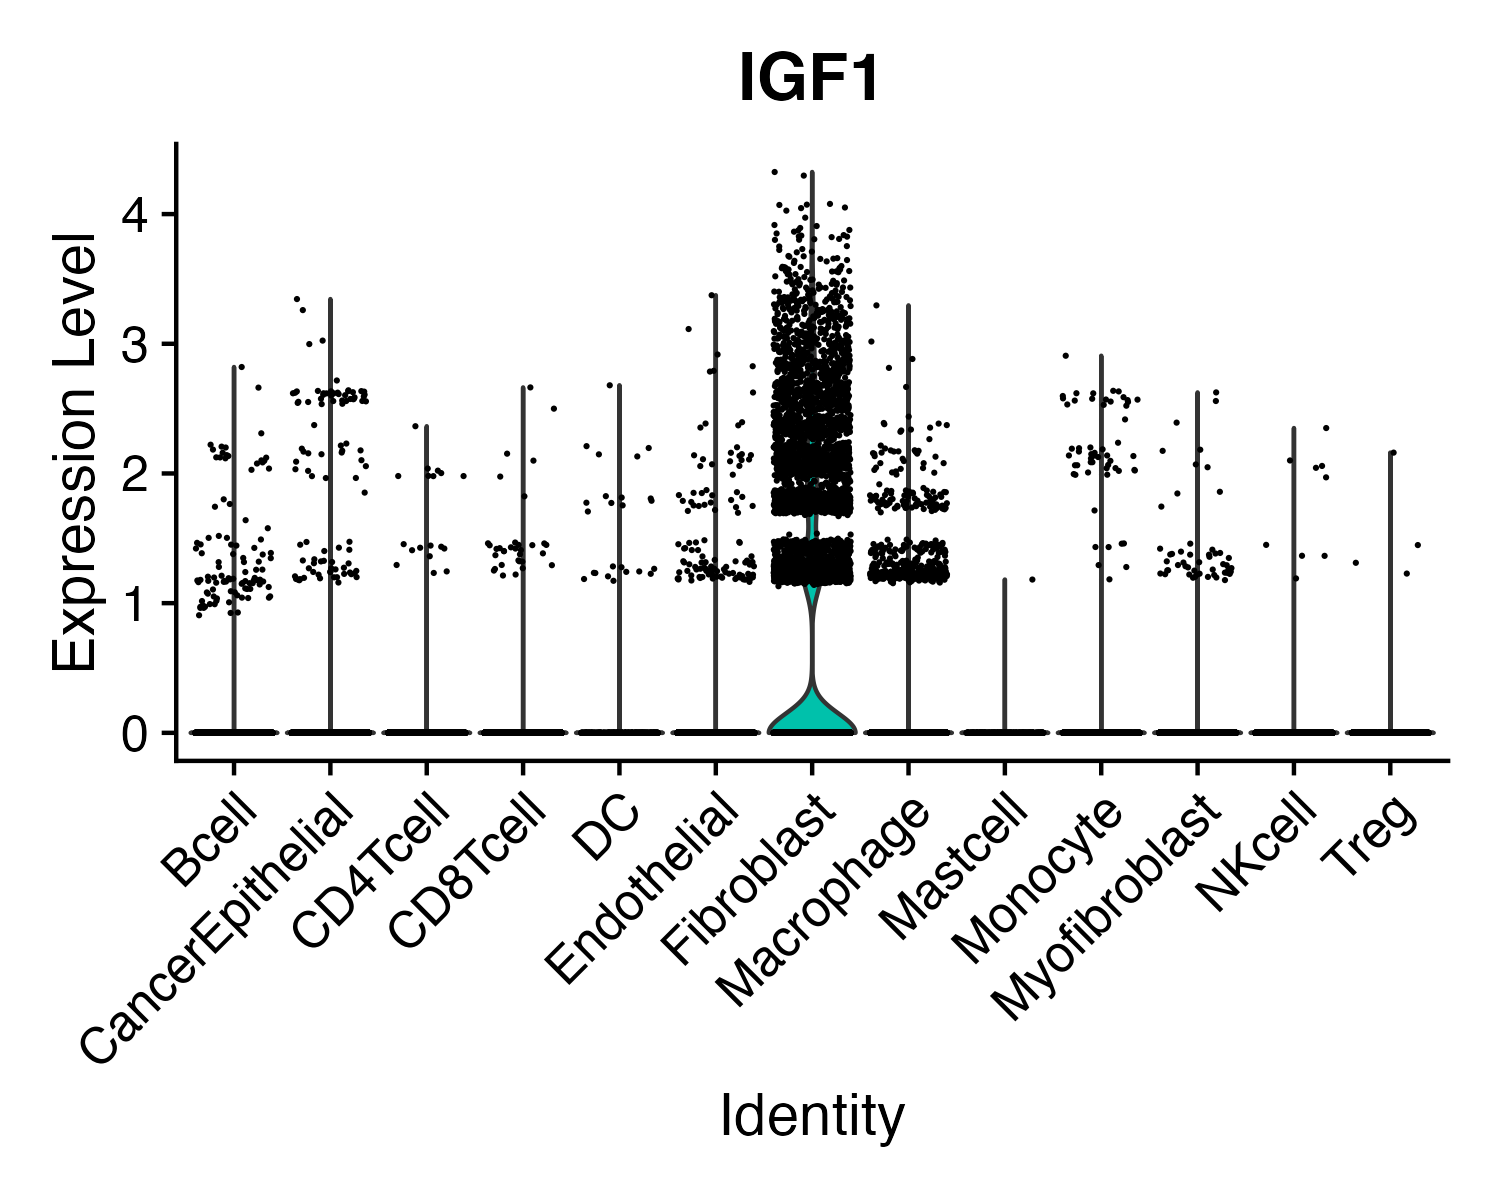 IGF1
Expression Level
4
3
2
1
0
Bcell
CancerEpithelial
CD4Tcell
CD8Tcell
DC
Endothelial
Fibroblast
Macrophage
Mastcell
Monocyte
Myofibroblast
NKcell
Treg
Identity